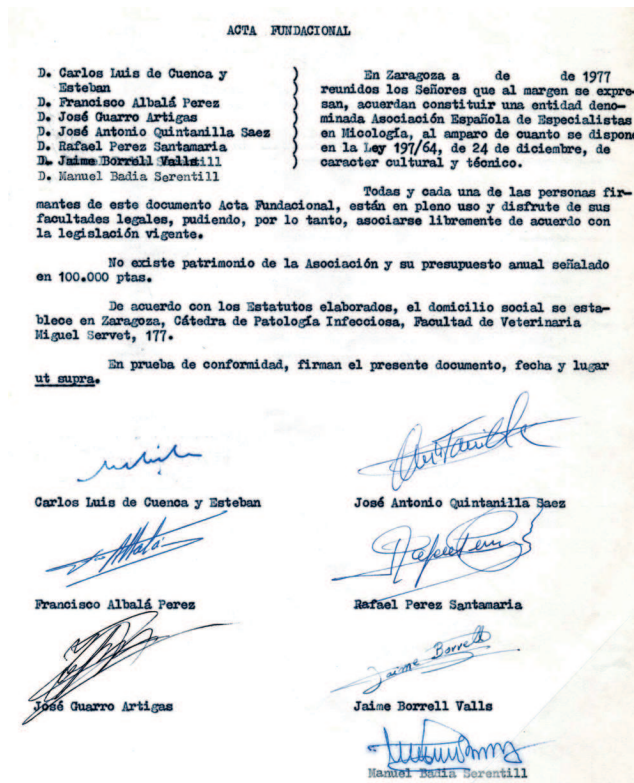 ACTA FUNDACIONAL
D. Carlos Luis de Cuenca y
Esteban
D. Francisco Albalá Perez
D. José Guarro Artigas
D. José Antonio Quintanilla Saez
D. Rafael Perez Santamaria
D. Jaime Borrell Valls
D. Manuel Badia Serentill
En Zaragoza a de de 1977
reunidos los Señores que al margen se expre-
san, acuerdan constituir una entidad deno-
minada Asociación Española de Especialistas
en Micología, al amparo de cuanto se dispone
en la Ley 197/64, de 24 de diciembre, de
caracter cultural y técnico.
Todas y cada una de las personas fir-
mantes de este documento Acta Fundacional, están en pleno uso y disfrute de sus
facultades legales, pudiendo, por lo tanto, asociarse libremente de acuerdo con
la legislación vigente.
No existe patrimonio de la Asociación y su presupuesto anual señalado
en 100.000 ptas.
De acuerdo con los Estatutos elaborados, el domicilio social se esta-
blece en Zaragoza, Cátedra de Patología Infecciosa, Facultad de Veterinaria
Miguel Servet, 177.
En prueba de conformidad, firman el presente documento, fecha y lugar
ut supra.
Quintanilla
Carlos Luis de Cuenca y Esteban
José Antonio Quintanilla Saez
Albalá
Rafael Perez
Francisco Albalá Perez
Rafael Perez Santamaria
Jaime Borrell
José Guarro Artigas
Jaime Borrell Valls
Manuel Badia Serentill